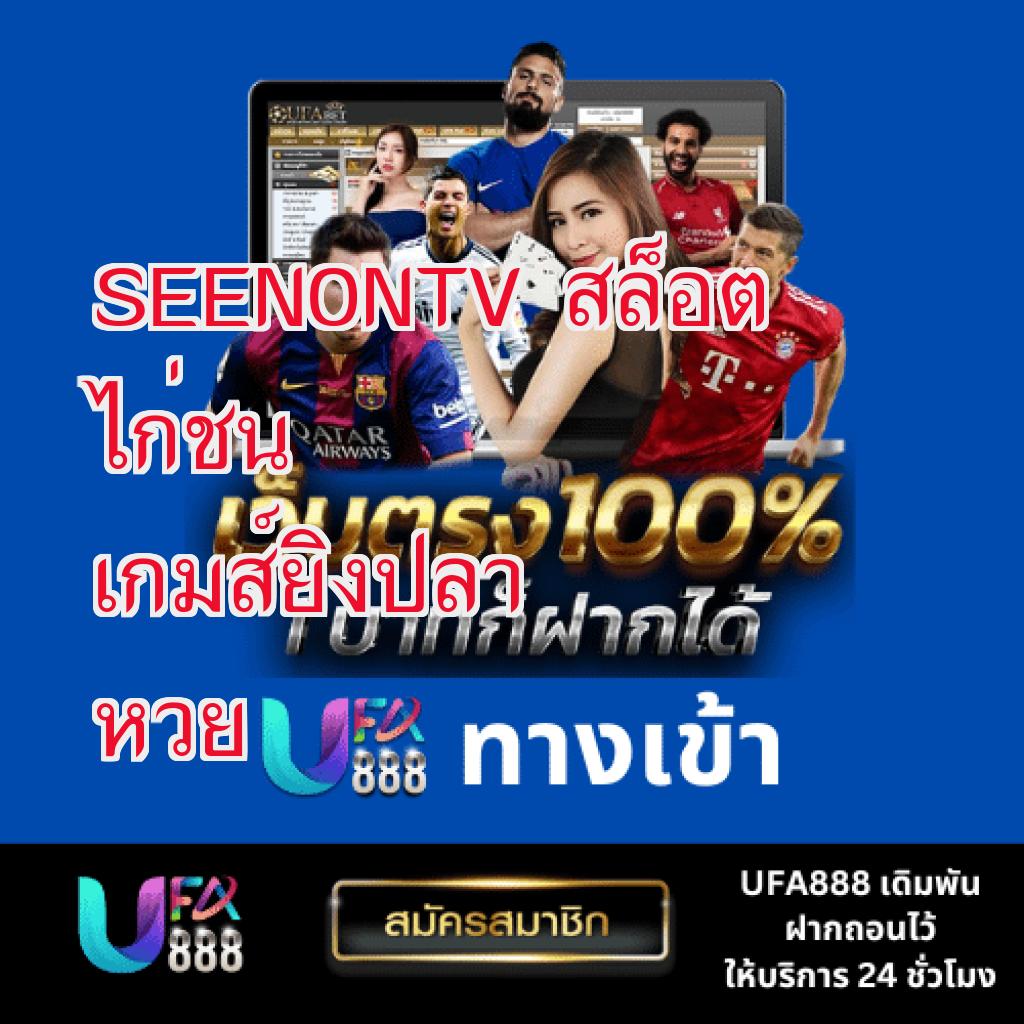 UFABET
SEENONTV สล็อต
ไก่ชน
QATAR
AIRWAYS
เว็บตรง100%
เกมส์ยิงปลา
1 บาทก็ฝากได้
หวย UFA 888 ทางเข้า
UFA 888
สมัครสมาชิก
UFA888 เดิมพัน
ฝากถอนไว้
ให้บริการ 24 ชั่วโมง